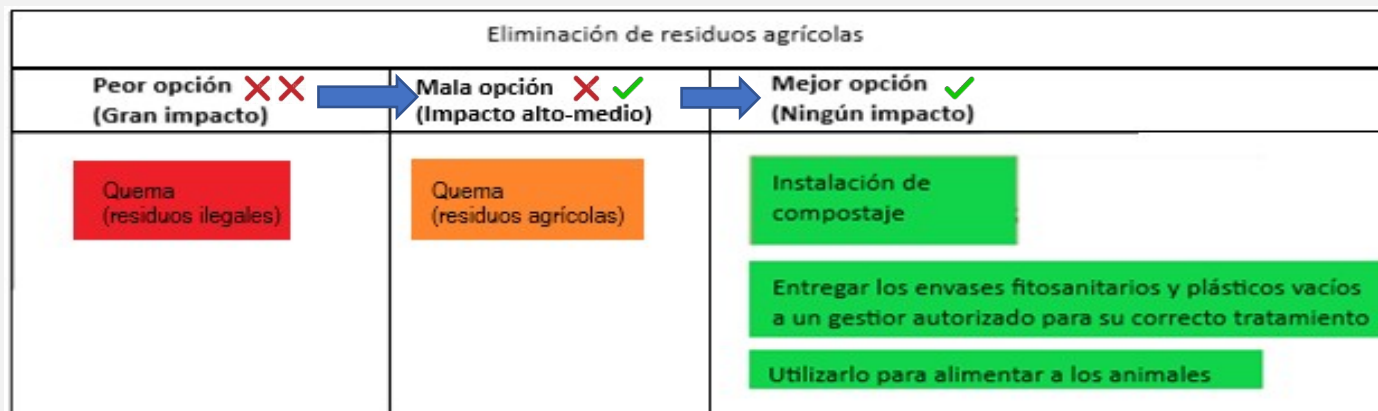 Eliminación de residuos agrícolas
Peor opción
(Gran impacto)
Mala opción
(Impacto alto-medio)
Mejor opción
(Ningún impacto)
Quema
(residuos ilegales)
Quema
(residuos agrícolas)
Instalación de
compostaje
Entregar los envases fitosanitarios y plásticos vacíos
a un gestior autorizado para su correcto tratamiento
Utilizarlo para alimentar a los animales